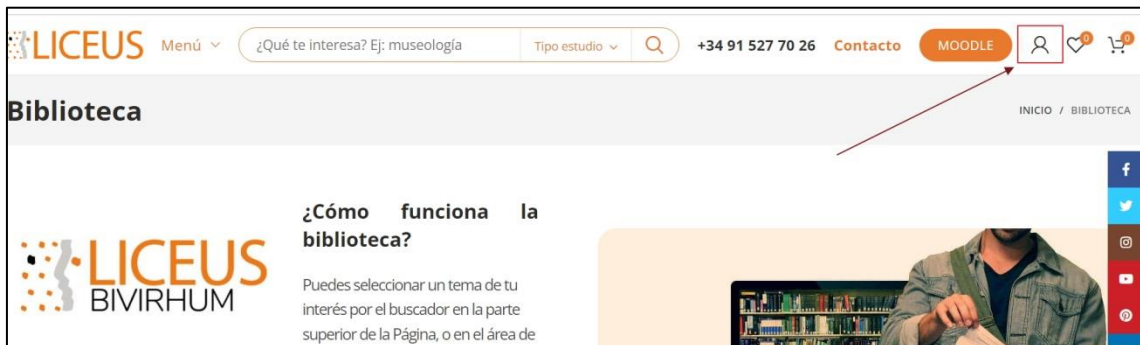 LICEUS Menú ¿Qué te interesa? Ej: museología Tipo estudio +34 91 527 70 26 Contacto MOODLE 0 0
Biblioteca
INICIO / BIBLIOTECA
LICEUS
BIVIRHUM
¿Cómo funciona la
biblioteca?
Puedes seleccionar un tema de tu
interés por el buscador en la parte
superior de la Página, o en el área de